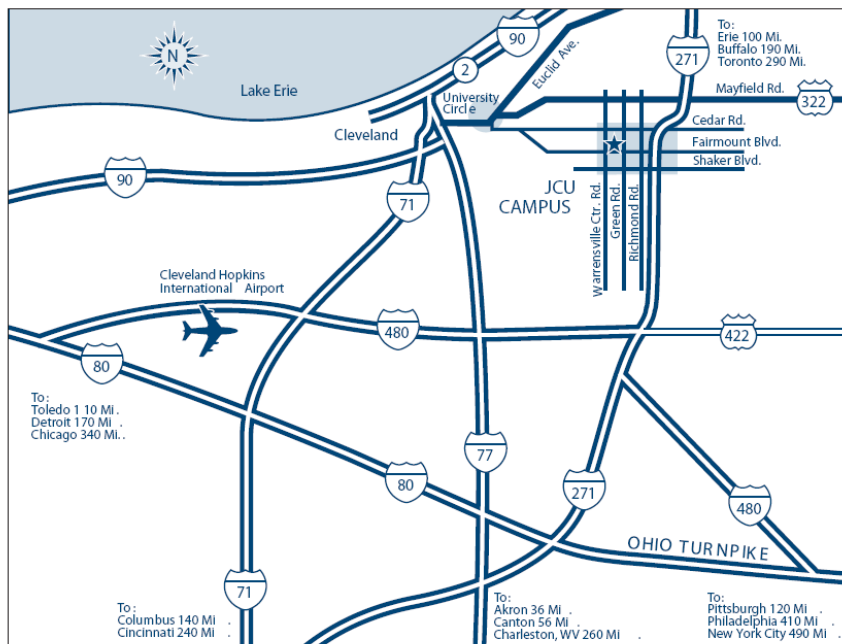 N
Lake Erie
90
2
Euclid Ave.
271
To:
Erie 100 Mi.
Buffalo 190 Mi.
Toronto 290 Mi.
Mayfield Rd.
322
University
Circle
Cleveland
Cedar Rd.
Fairmount Blvd.
Shaker Blvd.
90
71
JCU
CAMPUS
Warrensville Ctr. Rd.
Green Rd.
Richmond Rd.
Cleveland Hopkins
International Airport
480
422
80
To:
Toledo 1 10 Mi.
Detroit 170 Mi.
Chicago 340 Mi..
77
80
271
480
OHIO TURNPIKE
71
To:
Columbus 140 Mi .
Cincinnati 240 Mi .
To:
Akron 36 Mi .
Canton 56 Mi .
Charleston, WV 260 Mi .
To:
Pittsburgh 120 Mi .
Philadelphia 410 Mi .
New York City 490 Mi .